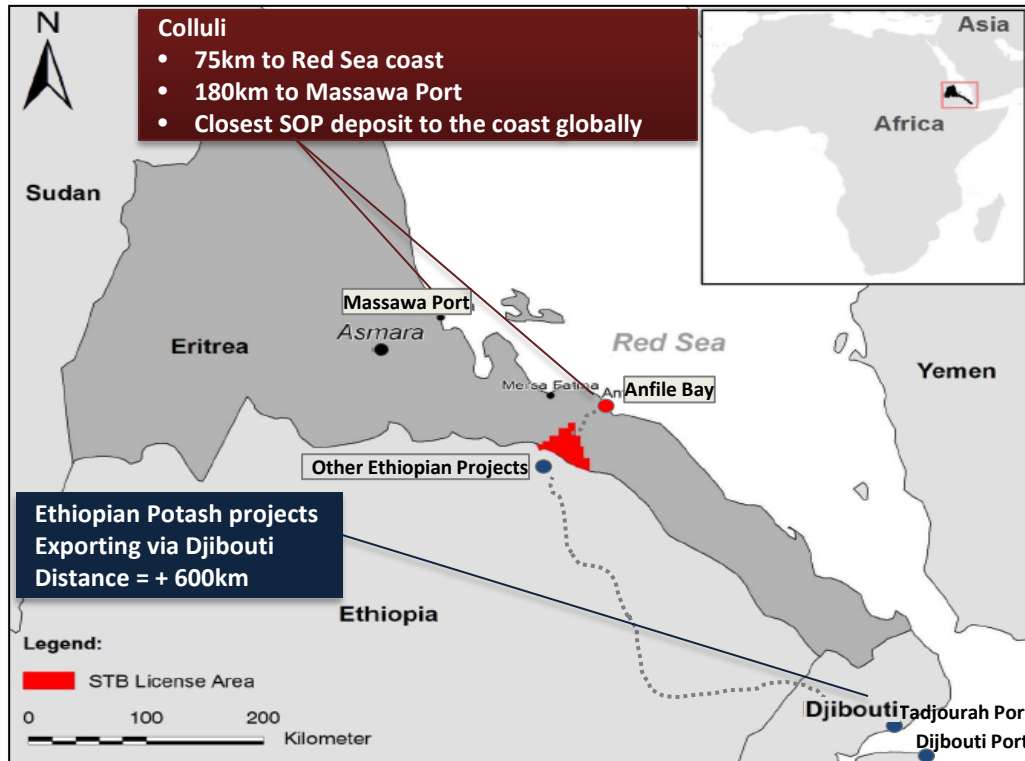 N
Colluli
• 75km to Red Sea coast
• 180km to Massawa Port
• Closest SOP deposit to the coast globally
Asia
Africa
Sudan
Massawa Port
Asmara
Eritrea
Red Sea
Yemen
Mersa Fatma
Anfile Bay
Other Ethiopian Projects
Ethiopian Potash projects
Exporting via Djibouti
Distance = + 600km
Ethiopia
Legend:
STB License Area
0 100 200
Kilometer
Djibouti
Tadjourah Por
Dijbouti Port